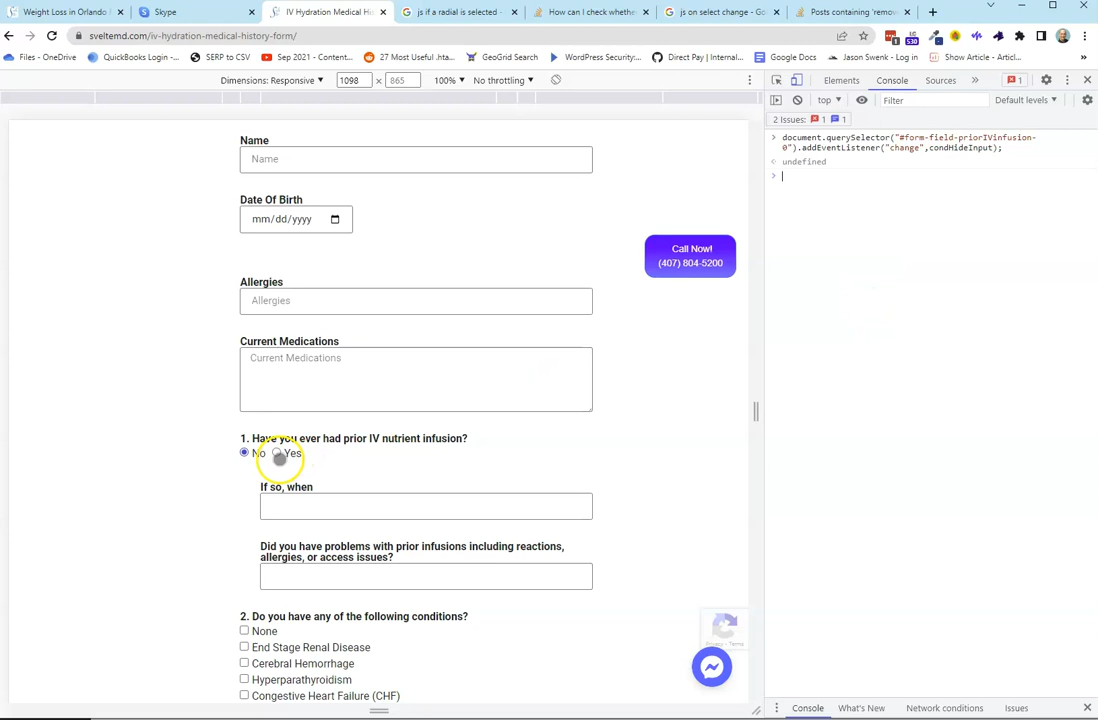 Weight Loss in Orlando
Skype
IV Hydration Medical His
js if a radial is selected -
How can I check whethe
js on select change - Go
Posts containing 'remov
sveltemd.com/iv-hydration-medical-history-form/
Files - OneDrive
QuickBooks Online -...
SERP to CSV
Sep 2021 - Content...
27 Most Useful .hta...
GeoGrid Search
WordPress Security:...
Direct Pay | Internal...
Google Docs
Jason Swenk - Log in
Show Article - Articl...
»
Dimensions: Responsive
1098 × 865
100%
No throttling
Elements
Console
Sources
»
1
top
Filter
Default levels
2 Issues: 1 1
document.querySelector("#form-field-priorIVinfusion-
0").addEventListener("change",condHideInput);
undefined
Name
Name
Date Of Birth
mm/dd/yyyy
Call Now!
(407) 804-5200
Allergies
Allergies
Current Medications
Current Medications
1. Have you ever had prior IV nutrient infusion?
No Yes
If so, when
Did you have problems with prior infusions including reactions,
allergies, or access issues?
2. Do you have any of the following conditions?
None
End Stage Renal Disease
Cerebral Hemorrhage
Hyperparathyroidism
Congestive Heart Failure (CHF)
Privacy - Terms
Console
What's New
Network conditions
Issues